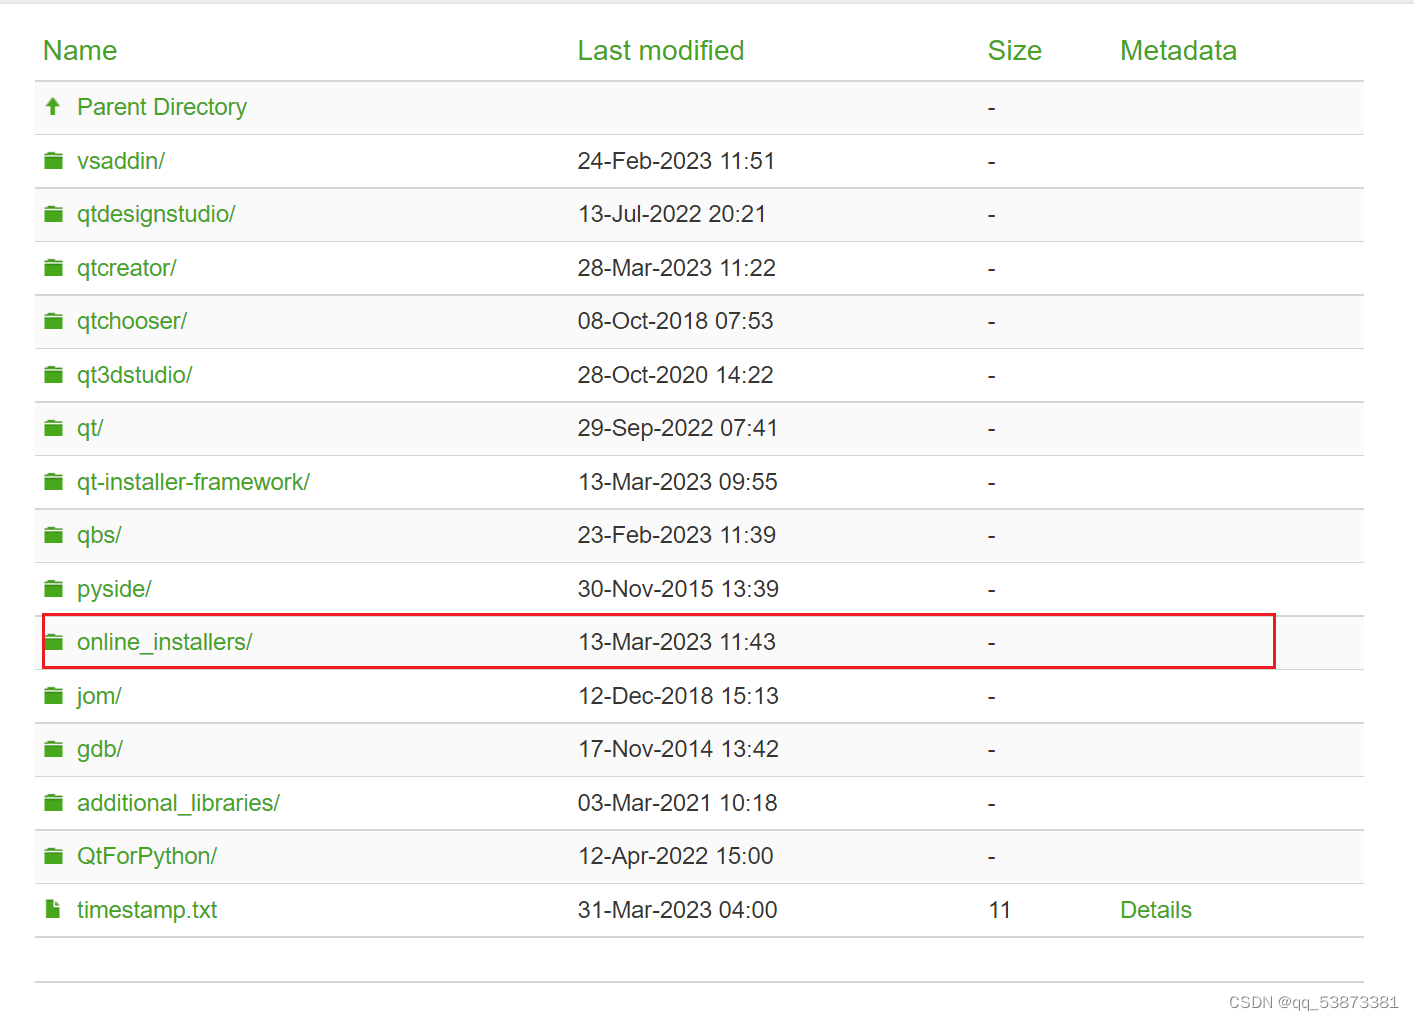 Name Last modified Size Metadata
Parent Directory -
vsaddin/ 24-Feb-2023 11:51 -
qtdesignstudio/ 13-Jul-2022 20:21 -
qtcreator/ 28-Mar-2023 11:22 -
qtchooser/ 08-Oct-2018 07:53 -
qt3dstudio/ 28-Oct-2020 14:22 -
qt/ 29-Sep-2022 07:41 -
qt-installer-framework/ 13-Mar-2023 09:55 -
qbs/ 23-Feb-2023 11:39 -
pyside/ 30-Nov-2015 13:39 -
online_installers/ 13-Mar-2023 11:43 -
jom/ 12-Dec-2018 15:13 -
gdb/ 17-Nov-2014 13:42 -
additional_libraries/ 03-Mar-2021 10:18 -
QtForPython/ 12-Apr-2022 15:00 -
timestamp.txt 31-Mar-2023 04:00 11 Details
CSDN @qq_53873381